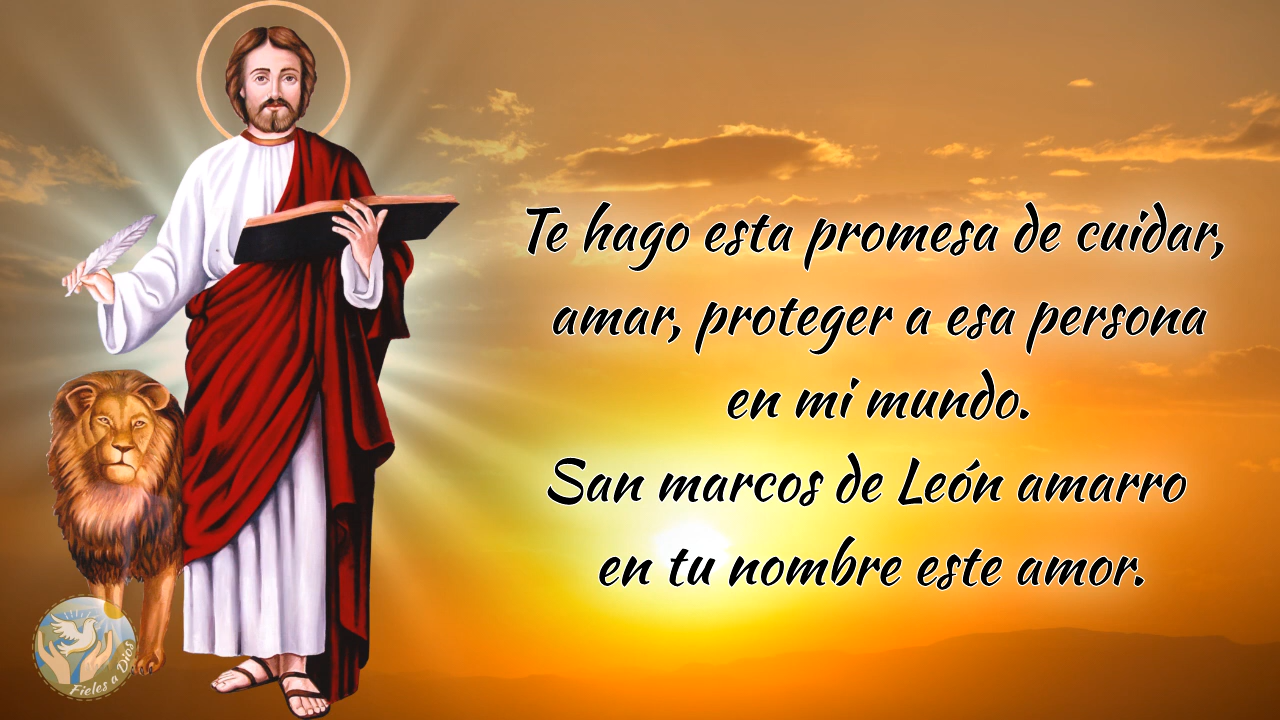 Te hago esta promesa de cuidar,
amar, proteger a esa persona
en mi mundo.
San marcos de León amarro
en tu nombre este amor.
Fieles a Dios